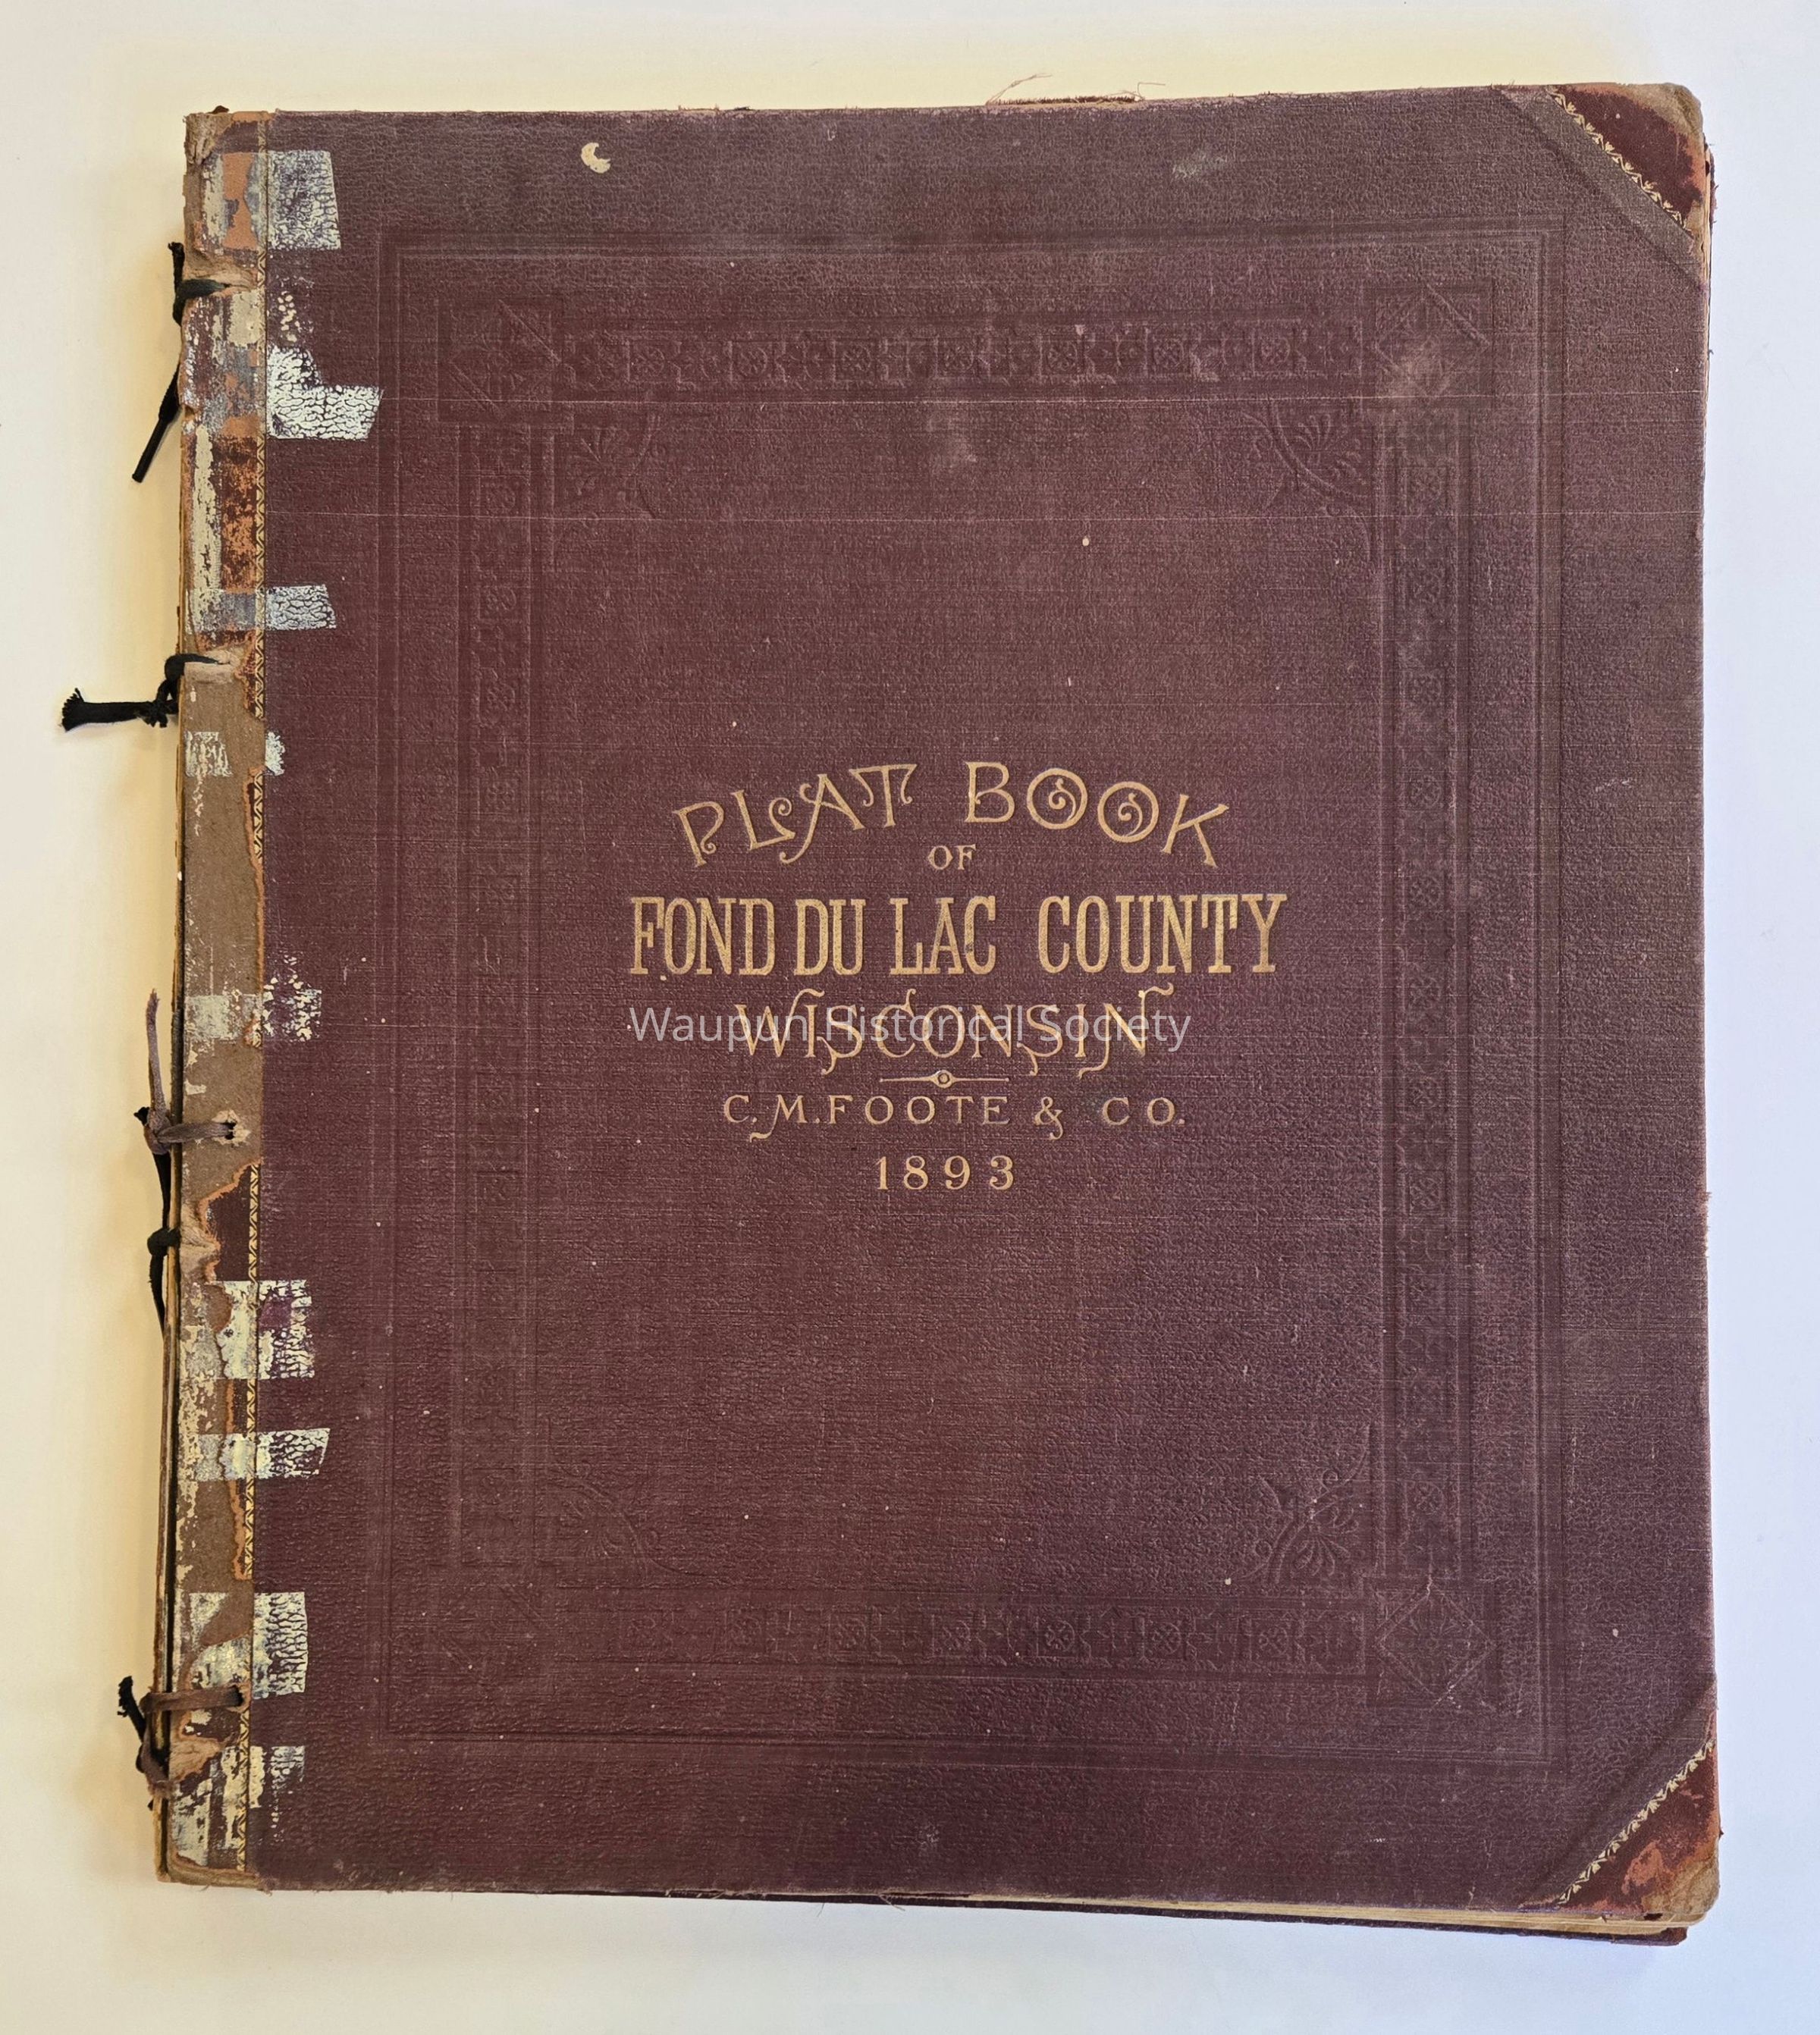 PLAT BOOK
OF
FOND DU LAC COUNTY
WISCONSIN
Waupun Historical Society
C. M. FOOTE & CO.
1893